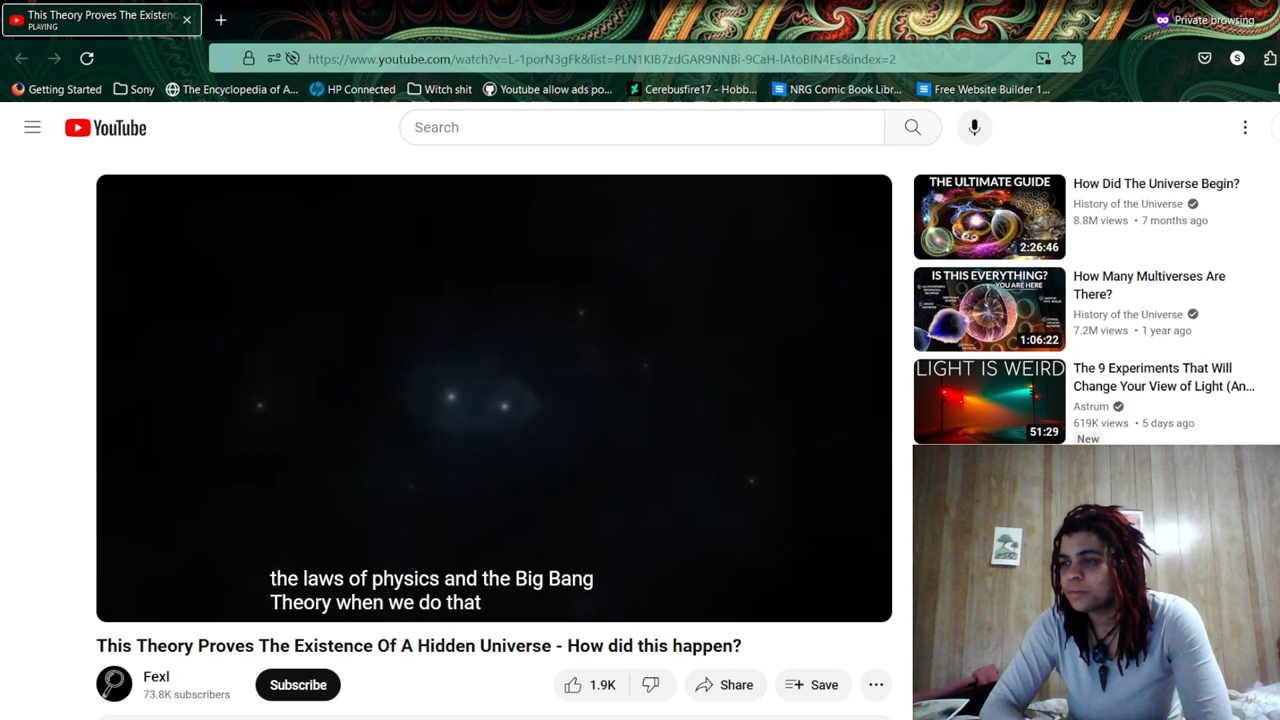 This Theory Proves The Existenc
PLAYING
Private browsing
https://www.youtube.com/watch?v=L-1porN3gFk&list=PLN1KIB7zdGAR9NNBi-9CaH-IAtoBIN4Es&index=2
S
Getting Started
Sony
The Encyclopedia of A...
HP Connected
Witch shit
Youtube allow ads po...
Cerebusfire17 - Hobb...
NRG Comic Book Libr...
Free Website Builder 1...
YouTube
Search
the laws of physics and the Big Bang
Theory when we do that
This Theory Proves The Existence Of A Hidden Universe - How did this happen?
Fexl
73.8K subscribers
Subscribe
1.9K
Share
Save
THE ULTIMATE GUIDE
2:26:46
How Did The Universe Begin?
History of the Universe
8.8M views • 7 months ago
IS THIS EVERYTHING?
YOU ARE HERE
1:06:22
How Many Multiverses Are
There?
History of the Universe
7.2M views • 1 year ago
LIGHT IS WEIRD
51:29
The 9 Experiments That Will
Change Your View of Light (An...
Astrum
619K views • 5 days ago
New